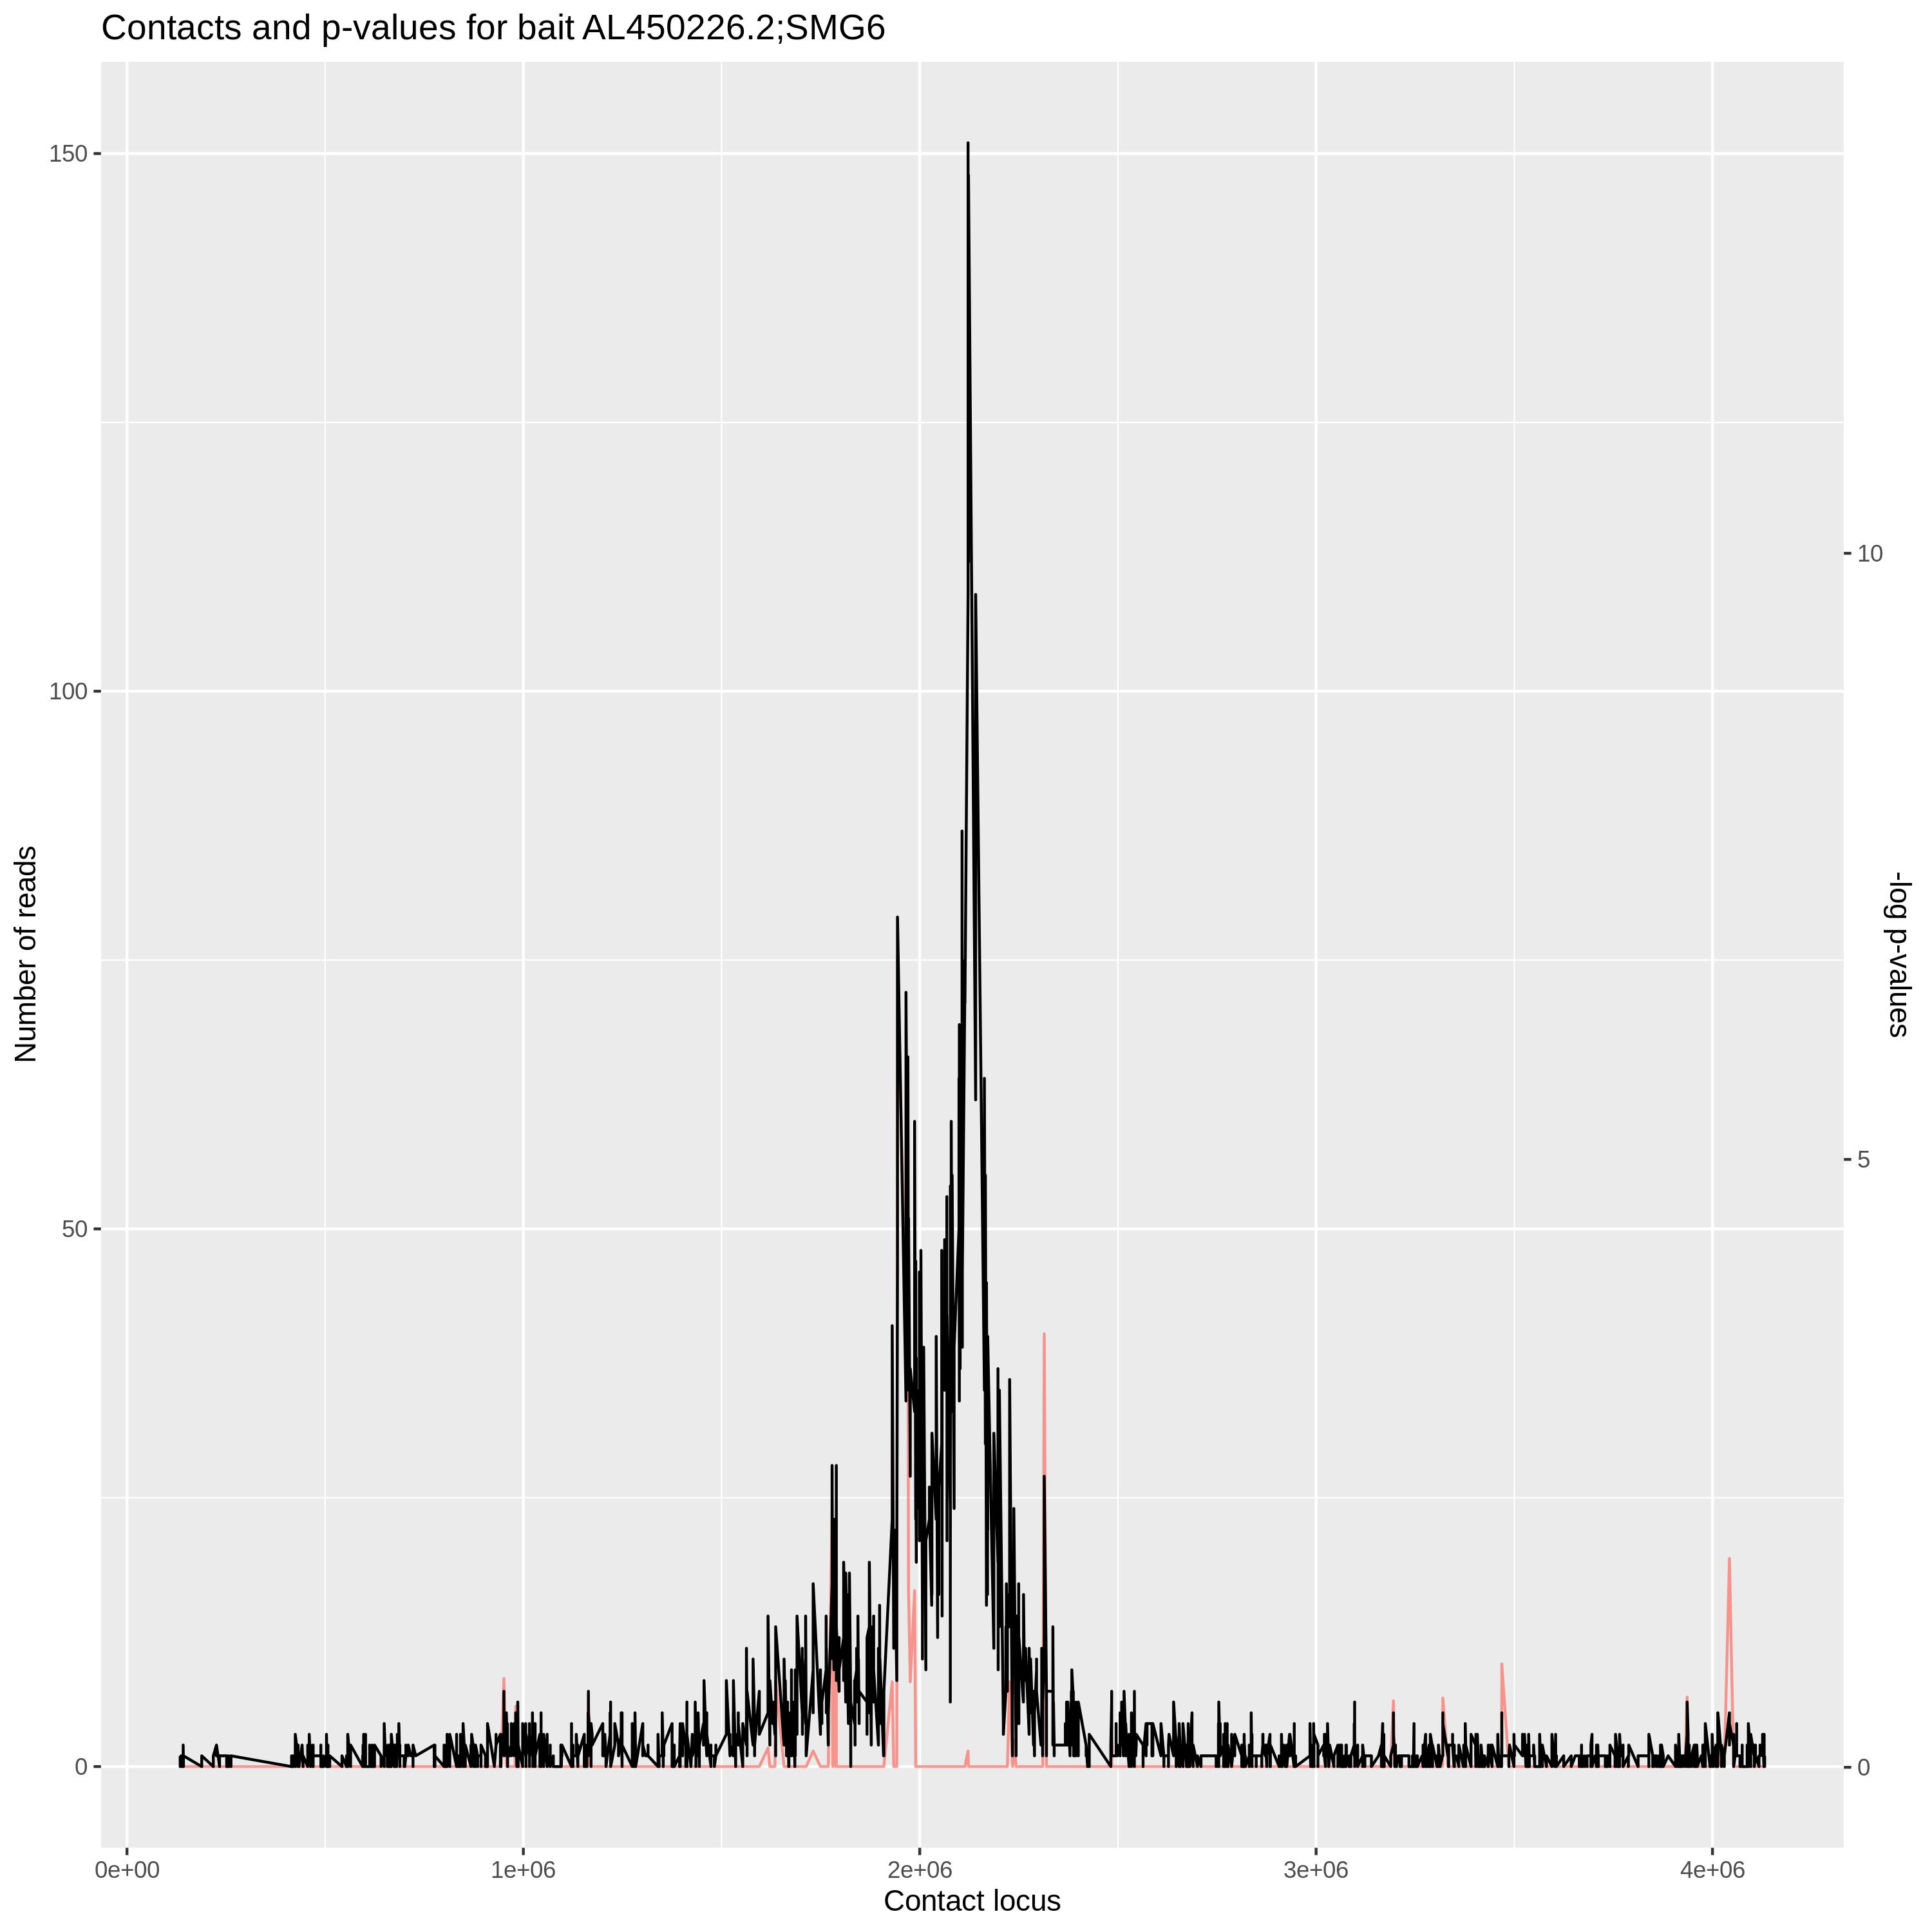 Contacts and p-values for bait AL450226.2;SMG6
150
100
50
0
Number of reads
10
5
0
-log p-values
0e+00 1e+06 2e+06 3e+06 4e+06
Contact locus